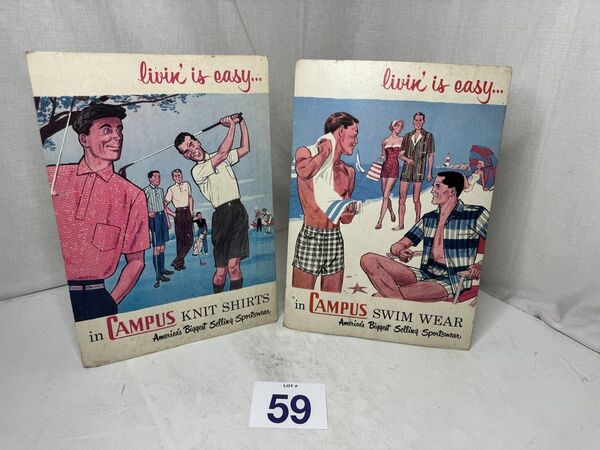 livin' is easy...
in CAMPUS KNIT SHIRTS
America's Biggest Selling Sportswear
livin' is easy...
in CAMPUS SWIM WEAR
America's Biggest Selling Sportswear
LOT #
59